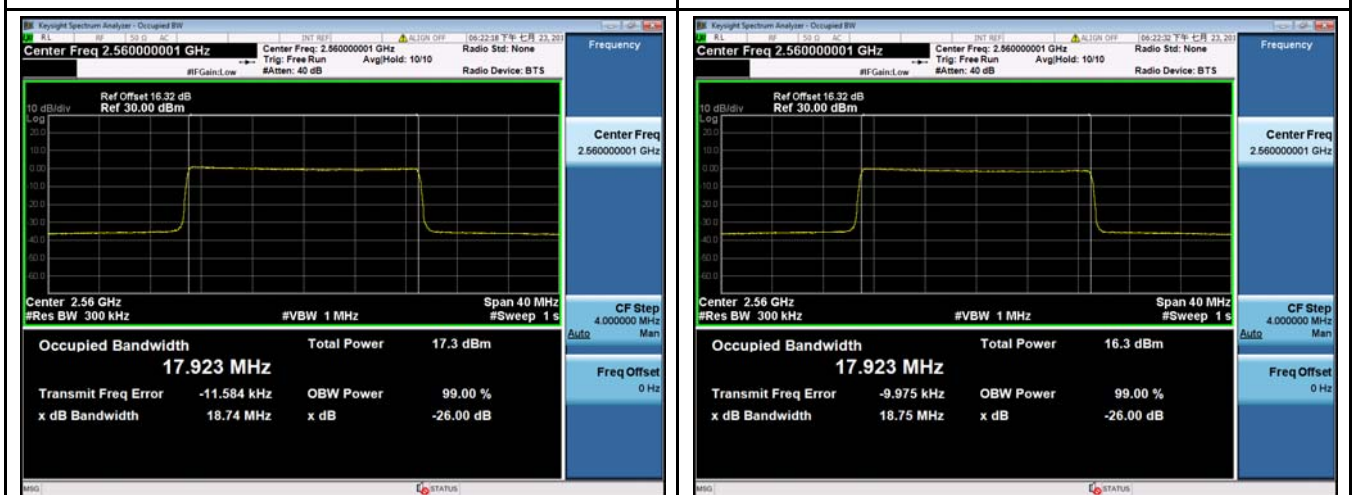 Keysight Spectrum Analyzer - Occupied BW
RL RF 50 Ω AC INT REF ALIGN OFF 06:22:18 下午 七月 23, 201
Center Freq 2.560000001 GHz
Center Freq: 2.560000001 GHz
Radio Std: None
Trig: Free Run Avg|Hold: 10/10
#IFGain:Low #Atten: 40 dB
Radio Device: BTS
Frequency
Ref Offset 16.32 dB
10 dB/div Ref 30.00 dBm
Log
20.0
10.0
0.00
-10.0
-20.0
-30.0
-40.0
-50.0
-60.0
Center Freq
2.560000001 GHz
Center 2.56 GHz Span 40 MHz
#Res BW 300 kHz #VBW 1 MHz #Sweep 1 s
CF Step
4.000000 MHz
Auto Man
Occupied Bandwidth Total Power 17.3 dBm
17.923 MHz
Freq Offset
0 Hz
Transmit Freq Error -11.584 kHz OBW Power 99.00 %
x dB Bandwidth 18.74 MHz x dB -26.00 dB
MSG STATUS
Keysight Spectrum Analyzer - Occupied BW
RL RF 50 Ω AC INT REF ALIGN OFF 06:22:32 下午 七月 23, 201
Center Freq 2.560000001 GHz
Center Freq: 2.560000001 GHz
Radio Std: None
Trig: Free Run Avg|Hold: 10/10
#IFGain:Low #Atten: 40 dB
Radio Device: BTS
Frequency
Ref Offset 16.32 dB
10 dB/div Ref 30.00 dBm
Log
20.0
10.0
0.00
-10.0
-20.0
-30.0
-40.0
-50.0
-60.0
Center Freq
2.560000001 GHz
Center 2.56 GHz Span 40 MHz
#Res BW 300 kHz #VBW 1 MHz #Sweep 1 s
CF Step
4.000000 MHz
Auto Man
Occupied Bandwidth Total Power 16.3 dBm
17.923 MHz
Freq Offset
0 Hz
Transmit Freq Error -9.975 kHz OBW Power 99.00 %
x dB Bandwidth 18.75 MHz x dB -26.00 dB
MSG STATUS